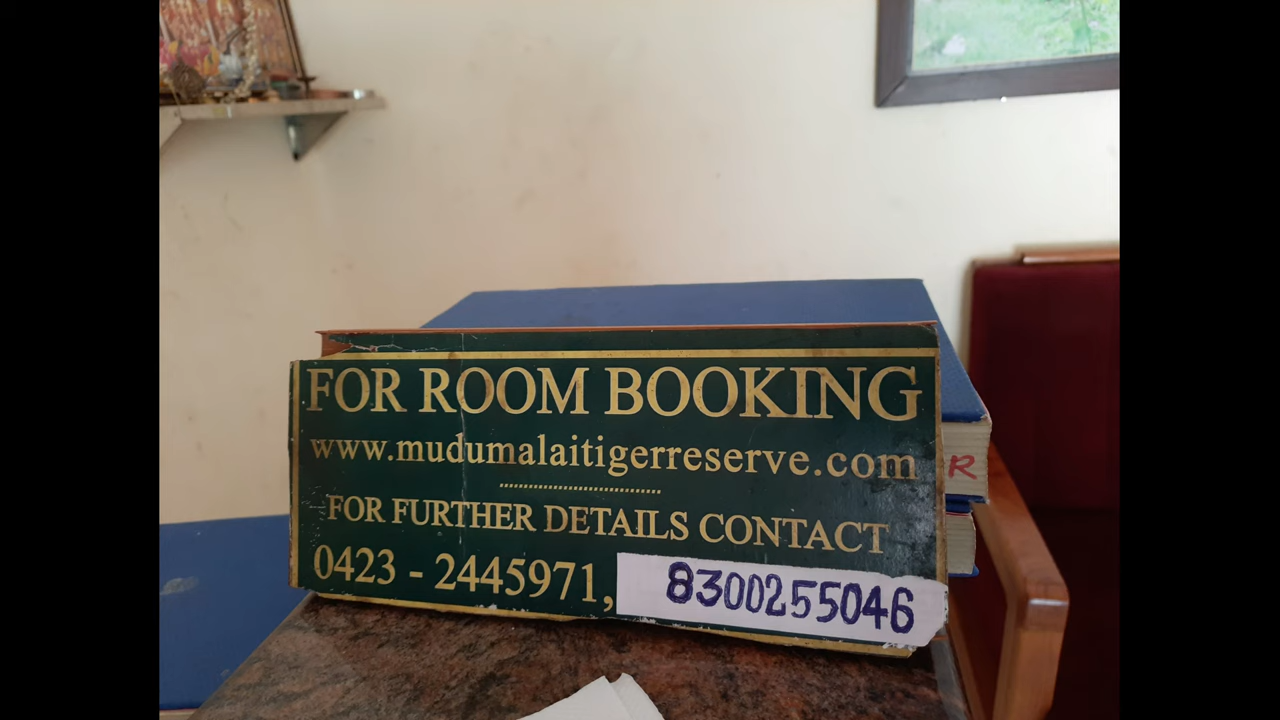 FOR ROOM BOOKING
www.mudumalaitigerreserve.com
FOR FURTHER DETAILS CONTACT
0423 - 2445971, 8300255046
R